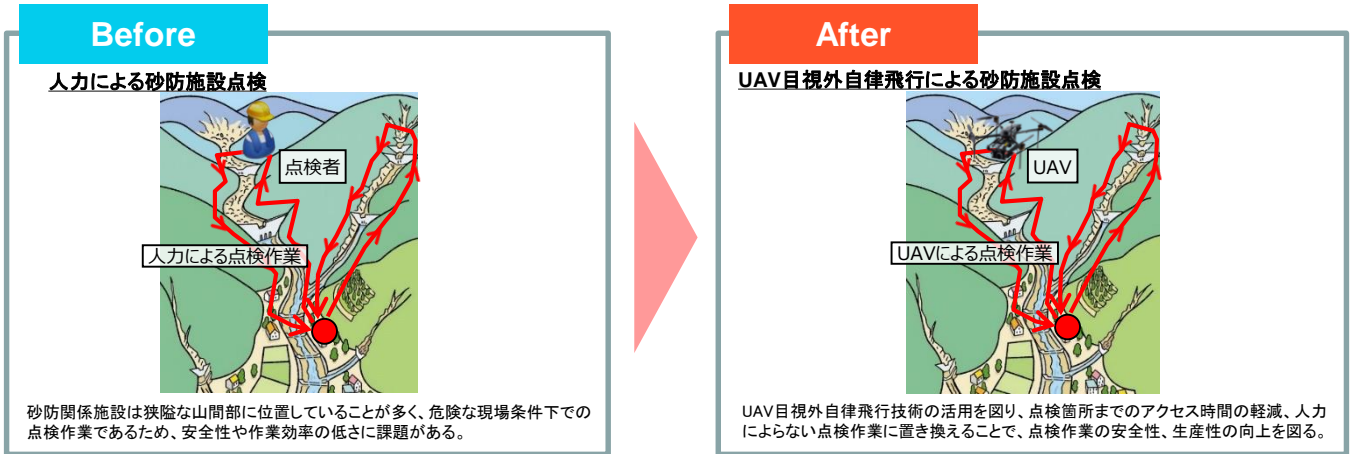 Before
人力による砂防施設点検
点検者
人力による点検作業
砂防関係施設は狭隘な山間部に位置していることが多く、危険な現場条件下での
点検作業であるため、安全性や作業効率の低さに課題がある。
After
UAV目視外自律飛行による砂防施設点検
UAV
UAVによる点検作業
UAV目視外自律飛行技術の活用を図り、点検箇所までのアクセス時間の軽減、人力
によらない点検作業に置き換えることで、点検作業の安全性、生産性の向上を図る。